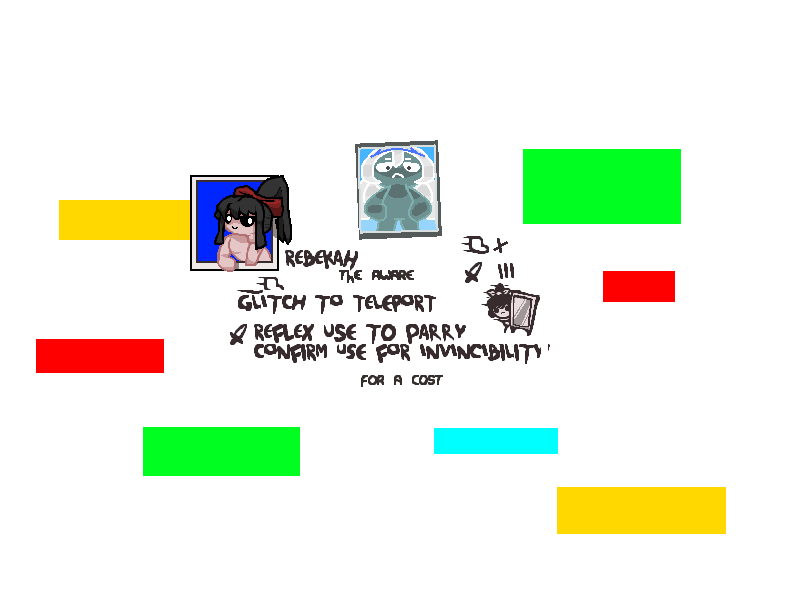 REBEKAH
THE AWARE
GLITCH TO TELEPORT
REFLEX USE TO PARRY
CONFIRM USE FOR INVINCIBILITY
FOR A COST